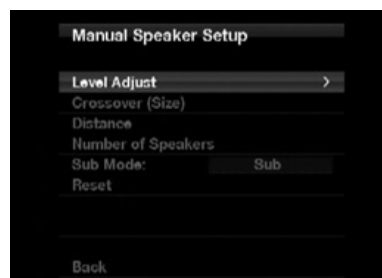 Manual Speaker Setup
Level Adjust >
Crossover (Size)
Distance
Number of Speakers
Sub Mode: Sub
Reset
Back